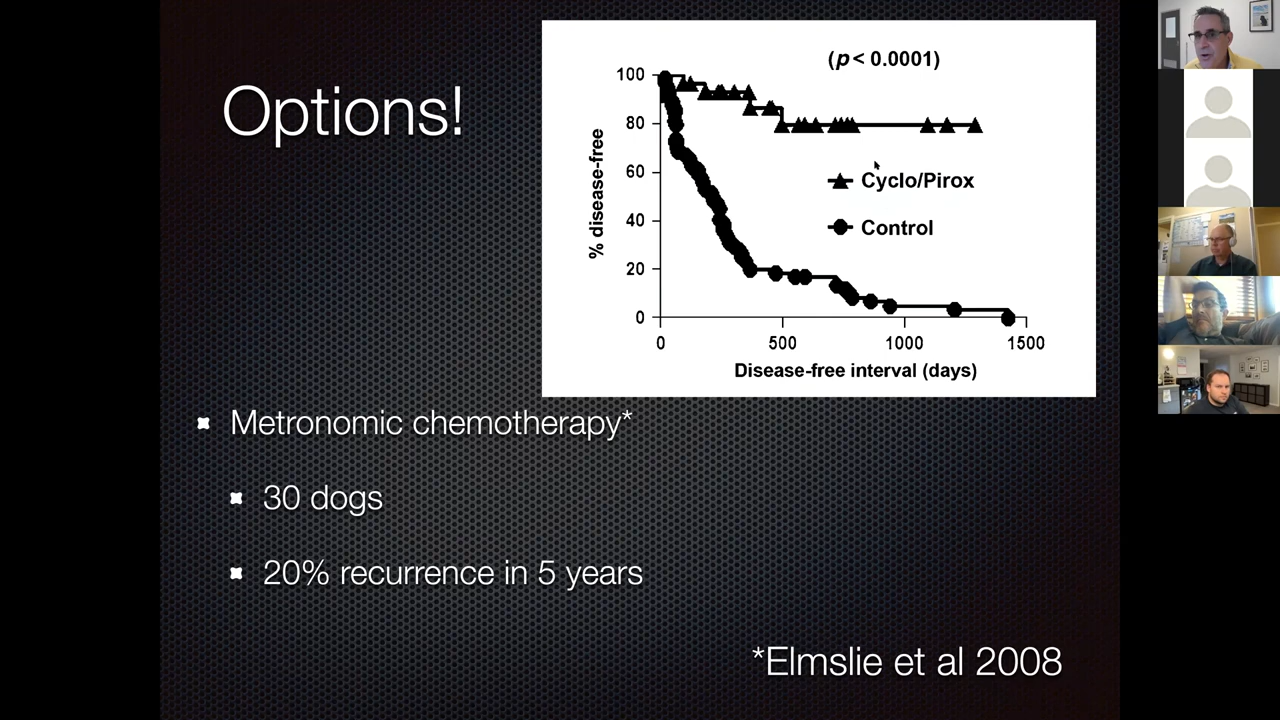 Options!
(p < 0.0001)
100
80
60
40
20
0
% disease-free
Cyclo/Pirox
Control
0 500 1000 1500
Disease-free interval (days)
Metronomic chemotherapy*
30 dogs
20% recurrence in 5 years
*Elmslie et al 2008